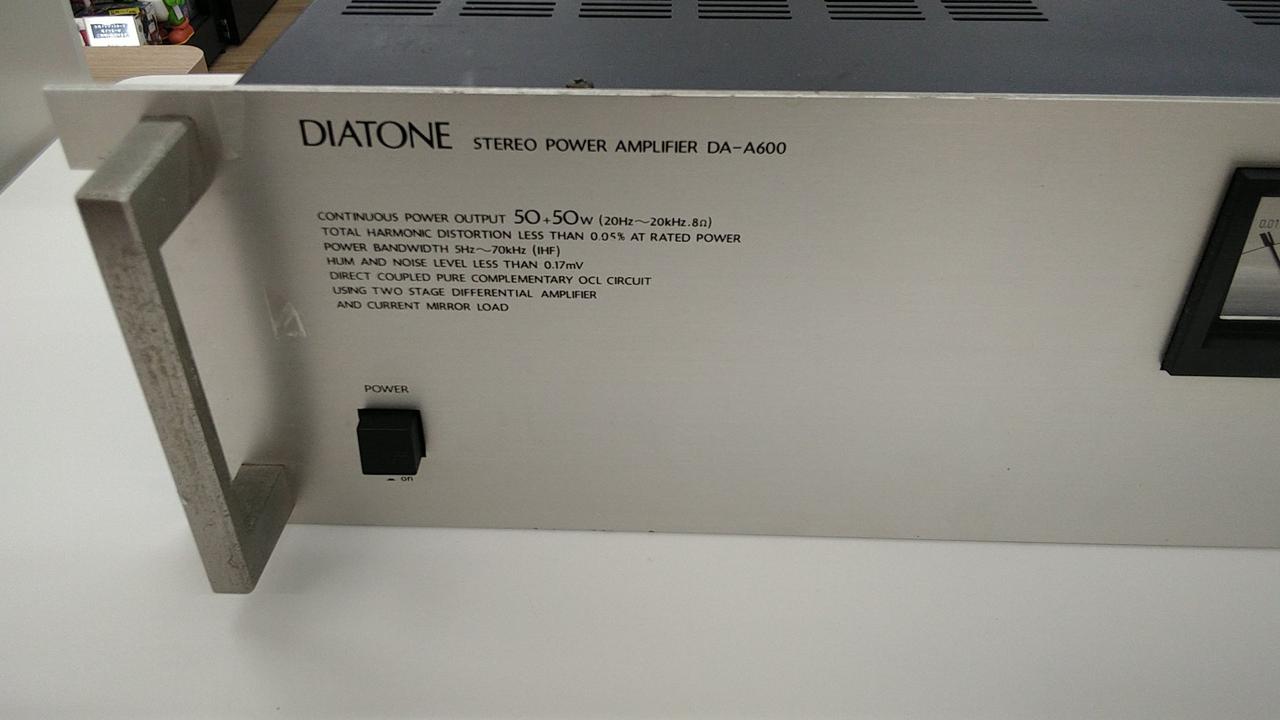 DIATONE STEREO POWER AMPLIFIER DA-A600
CONTINUOUS POWER OUTPUT 50+50W (20Hz～20kHz.8Ω)
TOTAL HARMONIC DISTORTION LESS THAN 0.05% AT RATED POWER
POWER BANDWIDTH 5Hz～70kHz (IHF)
HUM AND NOISE LEVEL LESS THAN 0.17mV
DIRECT COUPLED PURE COMPLEMENTARY OCL CIRCUIT
USING TWO STAGE DIFFERENTIAL AMPLIFIER
AND CURRENT MIRROR LOAD
0.01
POWER
on